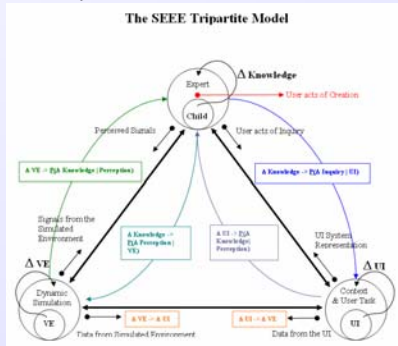 The SEEE Tripartite Model
Δ Knowledge
Expert
User acts of Creation
Child
Perceived Signals
User acts of Inquiry
Δ VE -> P(Δ Knowledge | Perception)
Δ Knowledge -> P(Δ Inquiry | UI)
Signals from the
Simulated
Environment
Δ Knowledge ->
P(Δ Perception |
VE)
Δ UI -> P(Δ
Knowledge|
Perception)
UI System
Representation
Δ VE
Δ UI
Dynamic
Simulation
Context
& User Task
Δ VE -> Δ UI
Δ UI -> Δ VE
VE
UI
Data from Simulated Environment
Data from the UI